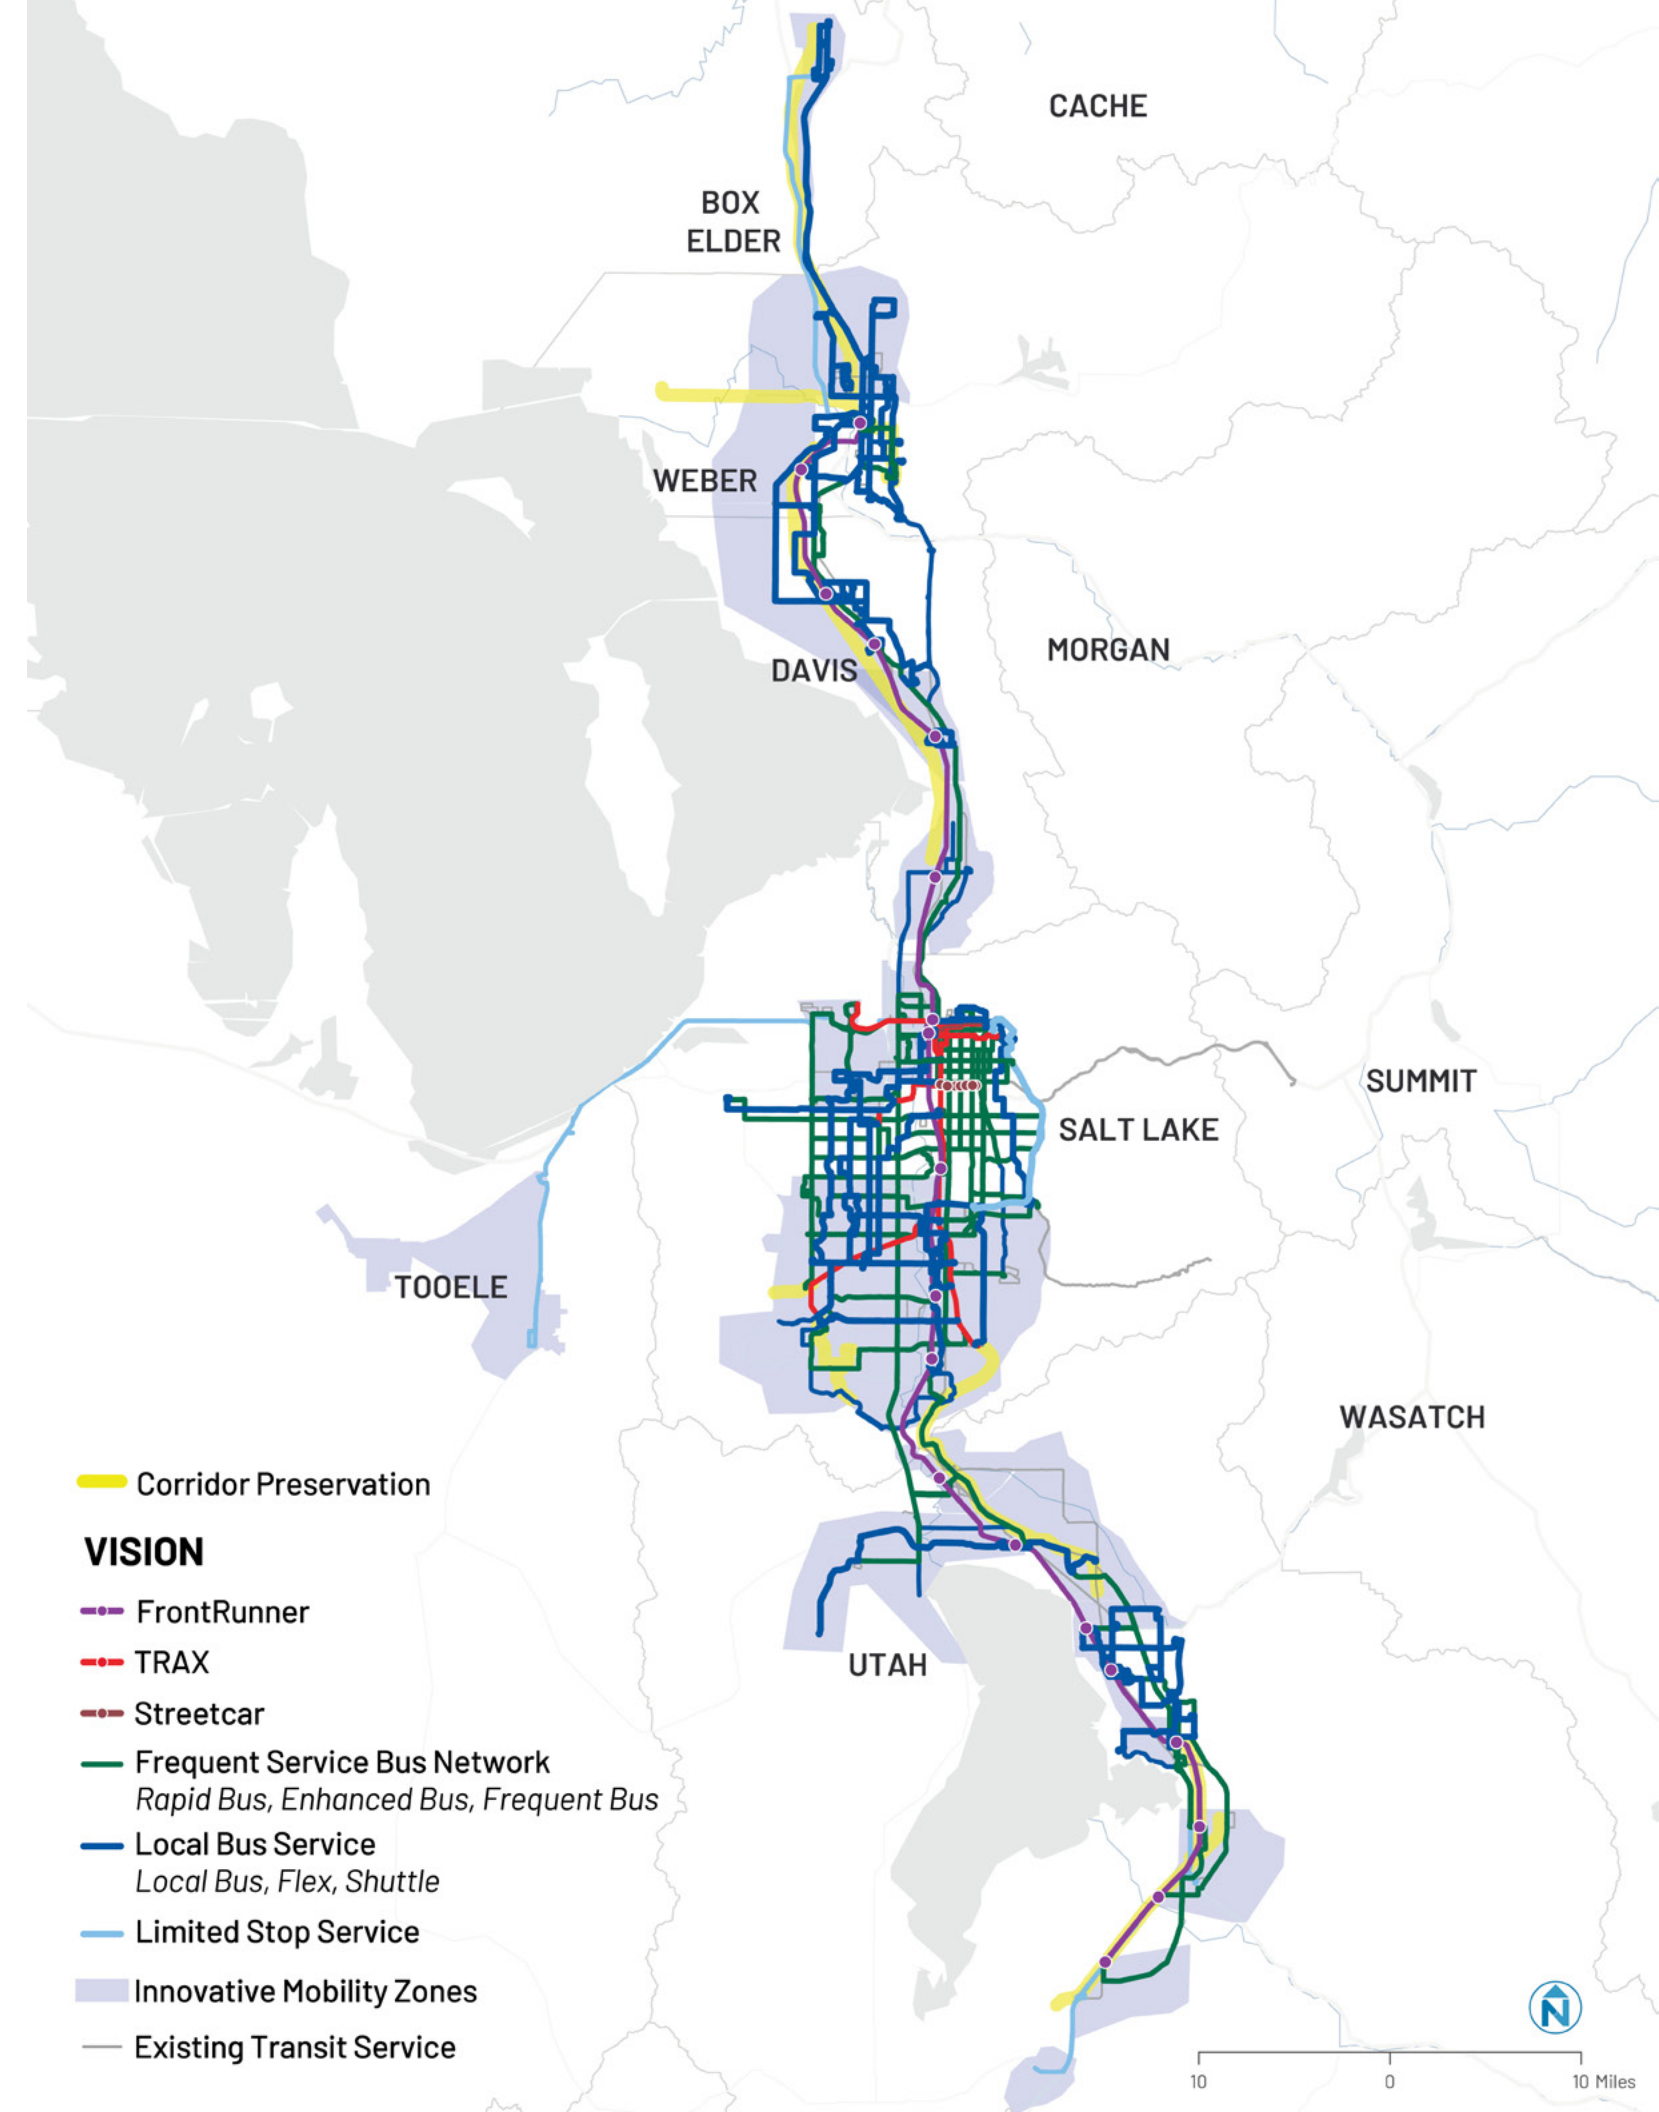 CACHE
BOX
ELDER
WEBER
MORGAN
DAVIS
SUMMIT
SALT LAKE
TOOELE
WASATCH
UTAH
Corridor Preservation
VISION
FrontRunner
TRAX
Streetcar
Frequent Service Bus Network
Rapid Bus, Enhanced Bus, Frequent Bus
Local Bus Service
Local Bus, Flex, Shuttle
Limited Stop Service
Innovative Mobility Zones
Existing Transit Service
N
10 0 10 Miles